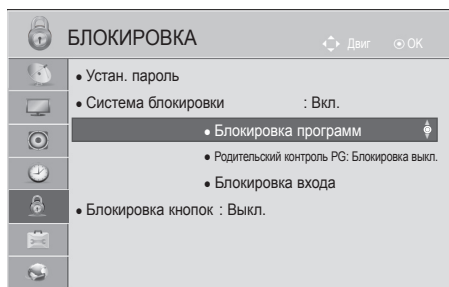 БЛОКИРОВКА
Двиг ОК
• Устан. пароль
• Система блокировки : Вкл.
• Блокировка программ
• Родительский контроль PG: Блокировка выкл.
• Блокировка входа
• Блокировка кнопок : Выкл.